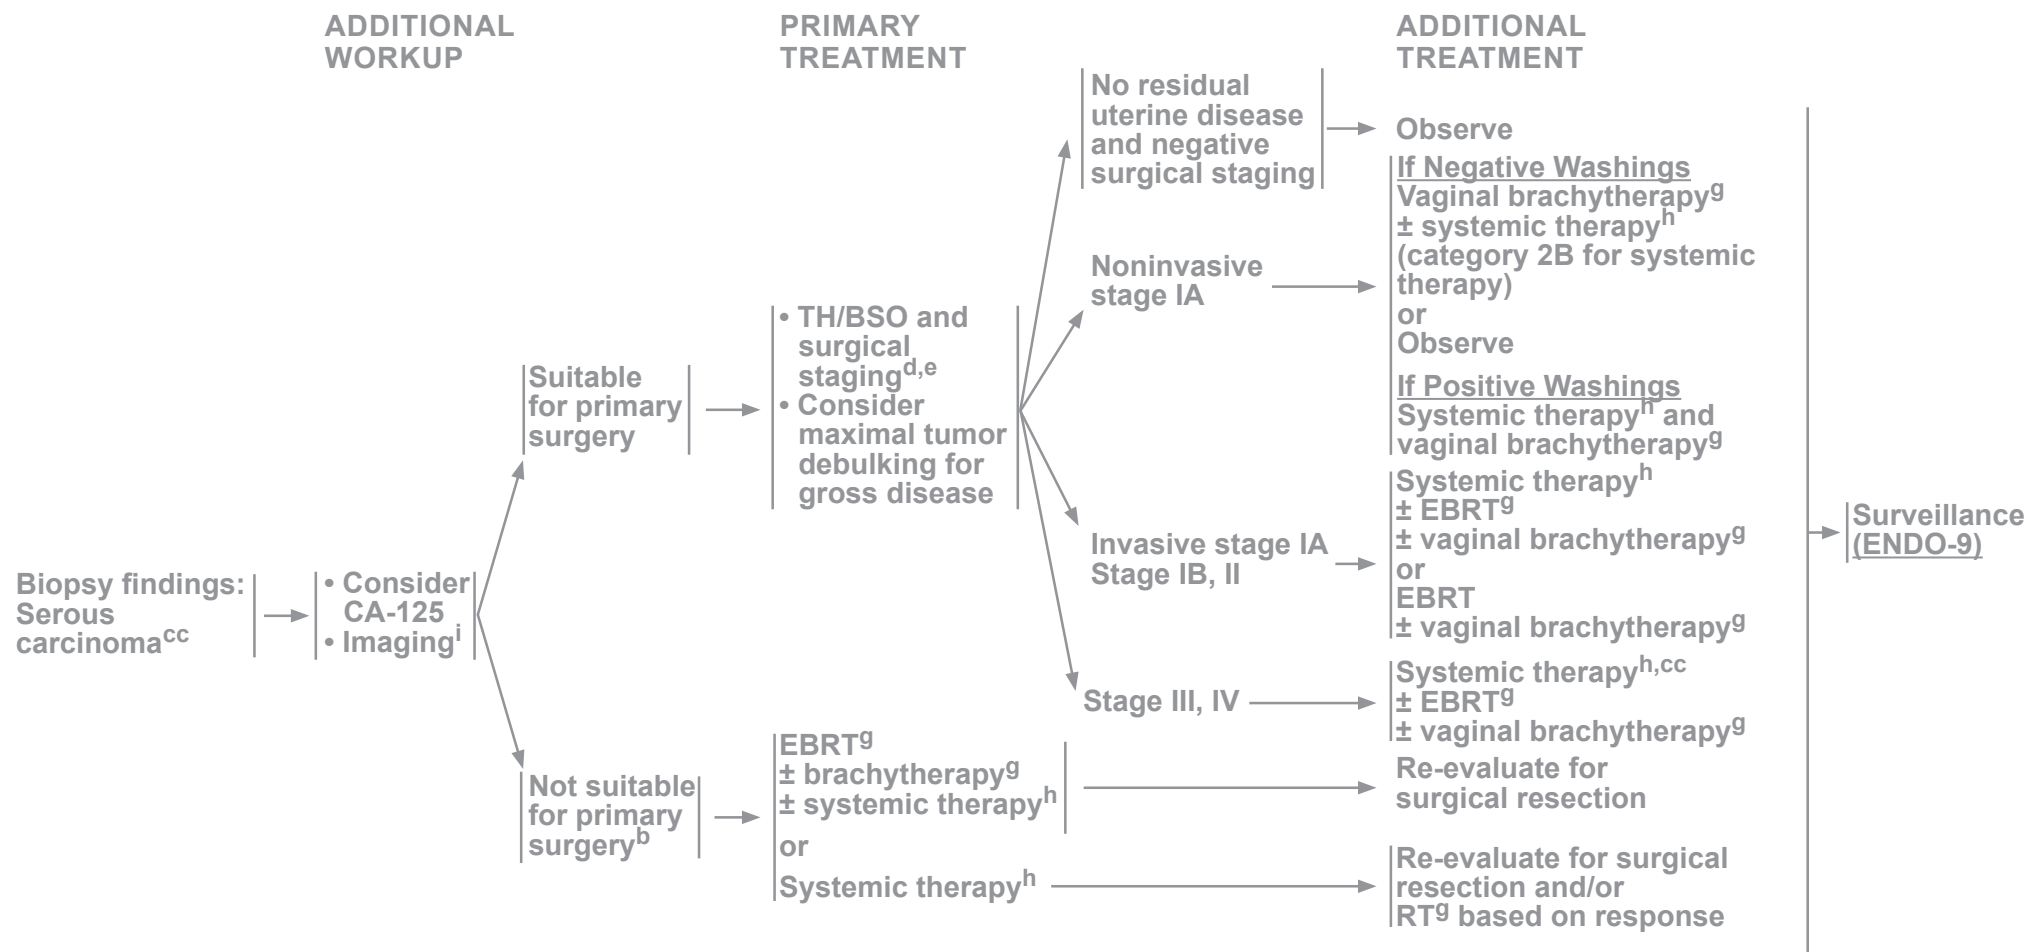 ADDITIONAL
WORKUP
PRIMARY
TREATMENT
ADDITIONAL
TREATMENT
Biopsy findings:
Serous
carcinomacc
• Consider
CA-125
• Imagingi
Suitable
for primary
surgery
Not suitable
for primary
surgeryb
• TH/BSO and
surgical
stagingd,e
• Consider
maximal tumor
debulking for
gross disease
EBRTg
± brachytherapyg
± systemic therapyh
or
Systemic therapyh
No residual
uterine disease
and negative
surgical staging
Noninvasive
stage IA
Invasive stage IA
Stage IB, II
Stage III, IV
Observe
If Negative Washings
Vaginal brachytherapyg
± systemic therapyh
(category 2B for systemic
therapy)
or
Observe
If Positive Washings
Systemic therapyh and
vaginal brachytherapyg
Systemic therapyh
± EBRTg
± vaginal brachytherapyg
or
EBRT
± vaginal brachytherapyg
Systemic therapyh,cc
± EBRTg
± vaginal brachytherapyg
Re-evaluate for
surgical resection
Re-evaluate for surgical
resection and/or
RTg based on response
Surveillance
(ENDO-9)